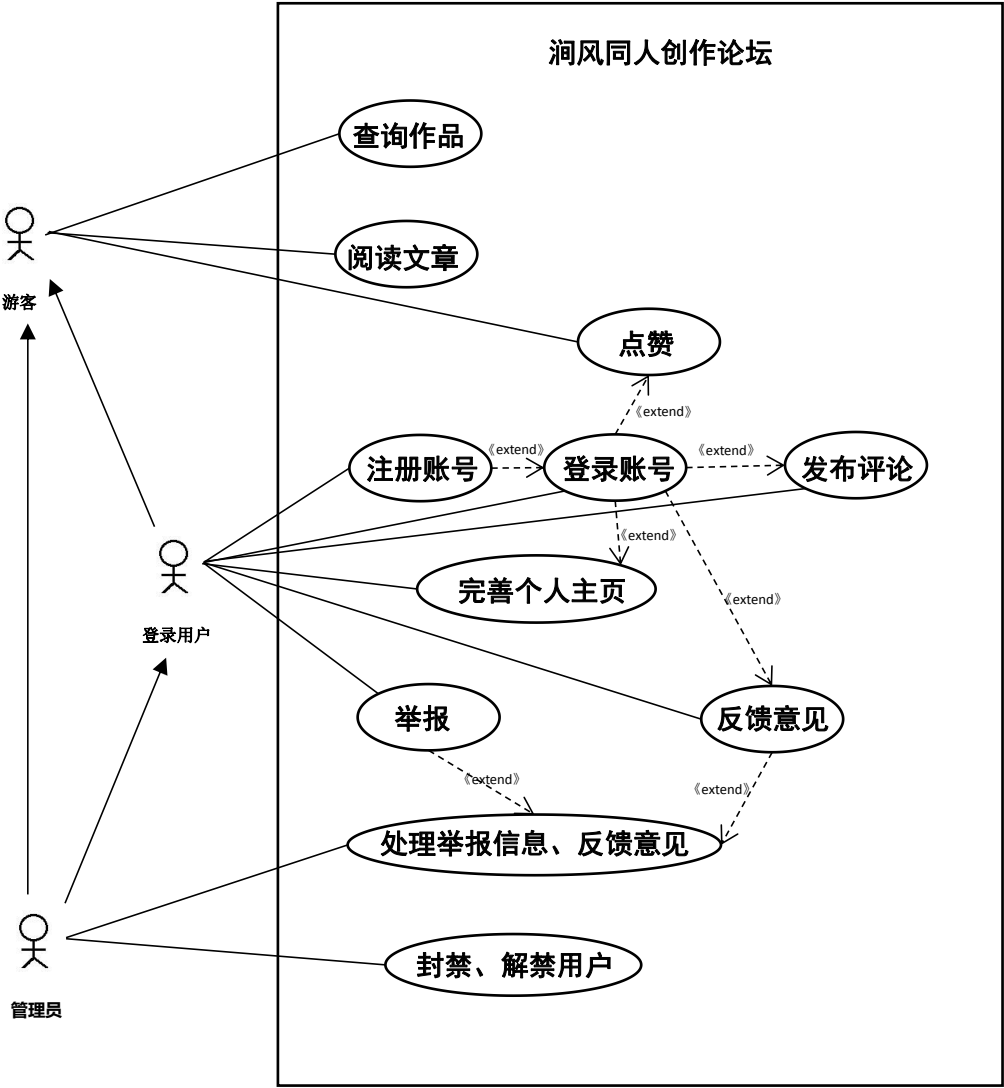 涧风同人创作论坛
查询作品
阅读文章
游客
点赞
《extend》
注册账号
《extend》
登录账号
《extend》
发布评论
《extend》
完善个人主页
《extend》
登录用户
举报
反馈意见
《extend》
《extend》
处理举报信息、反馈意见
封禁、解禁用户
管理员